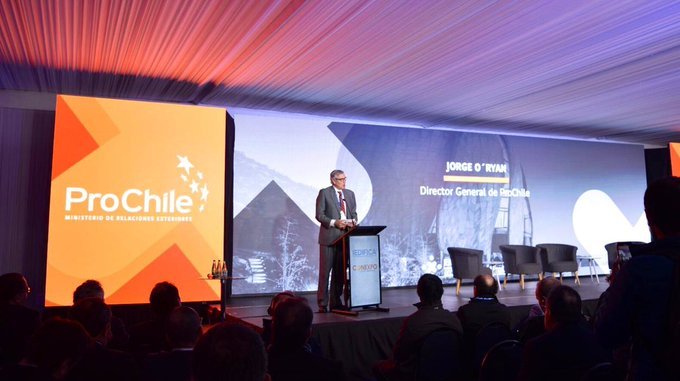 ProChile
MINISTERIO DE RELACIONES EXTERIORES
JORGE O´RYAN
Director General de ProChile
EDIFICA
CONEXPO